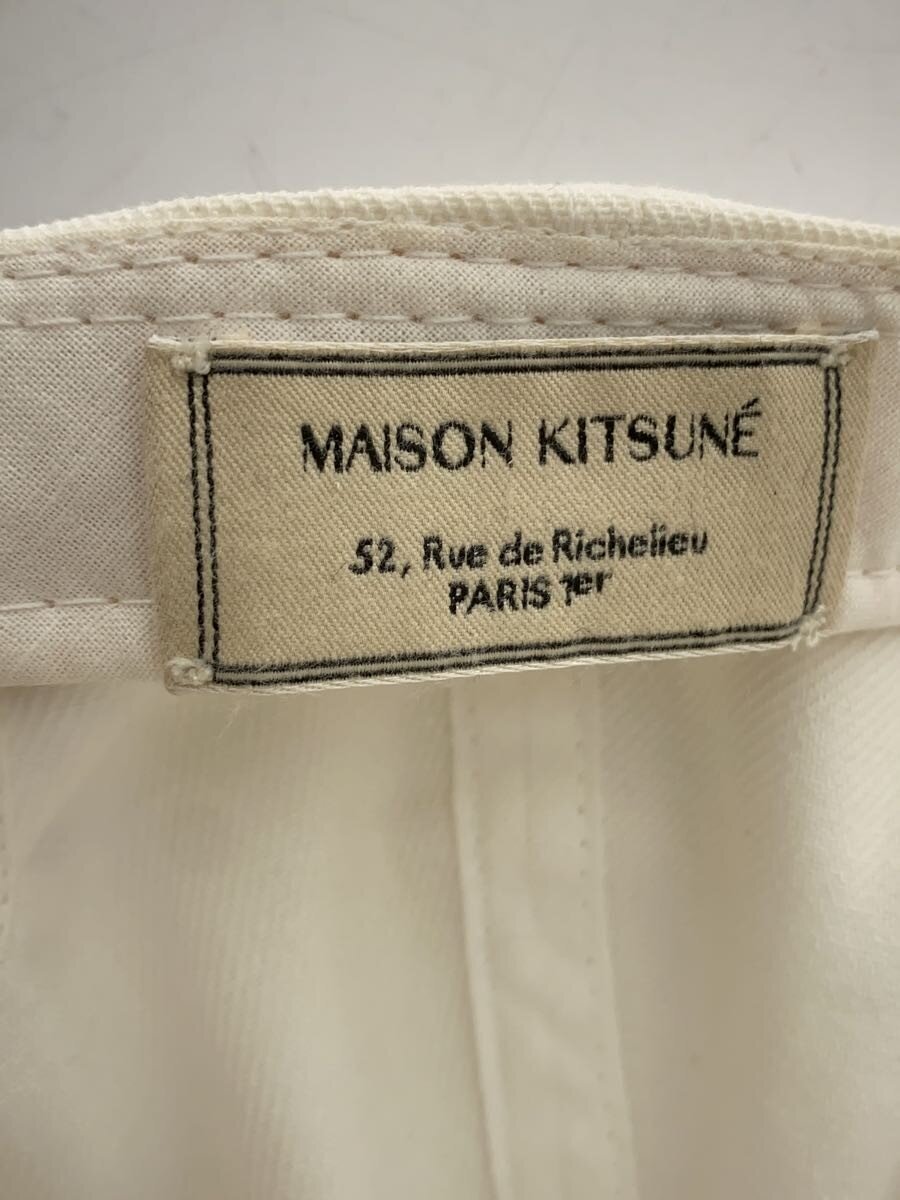 MAISON KITSUNÉ
52, Rue de Richelieu
PARIS 1er